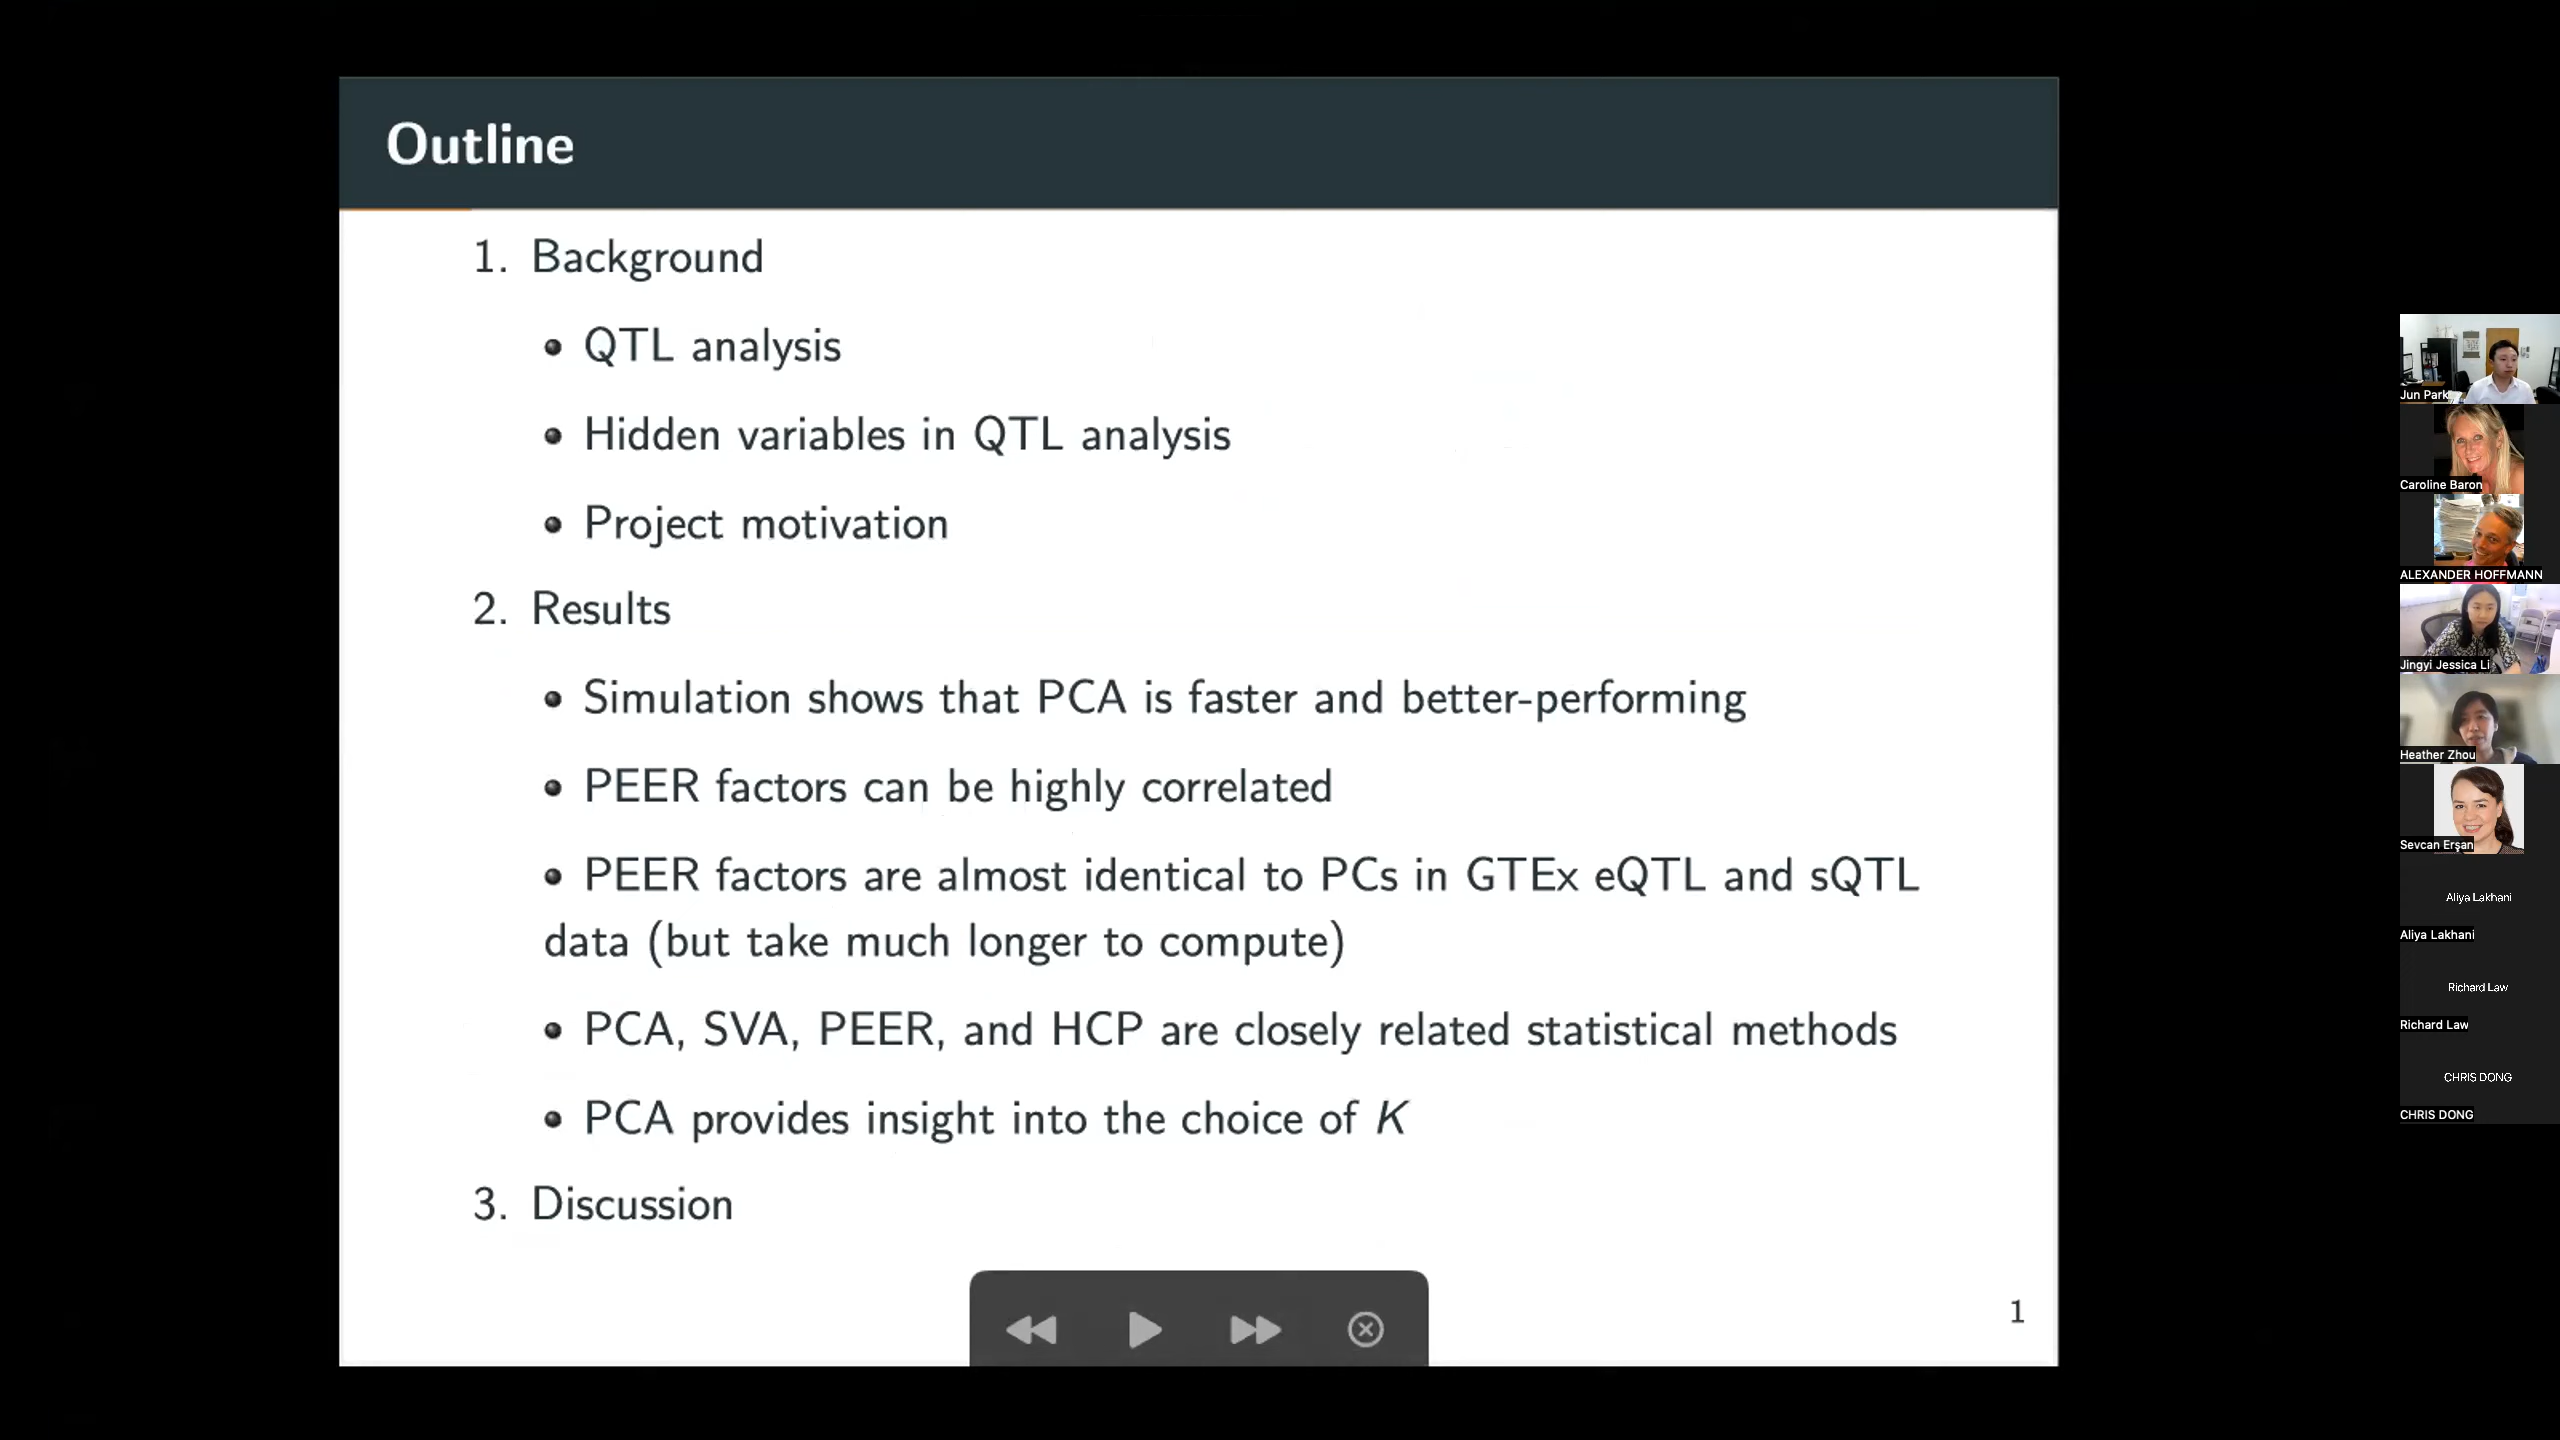 Outline
1. Background
• QTL analysis
• Hidden variables in QTL analysis
• Project motivation
2. Results
• Simulation shows that PCA is faster and better-performing
• PEER factors can be highly correlated
• PEER factors are almost identical to PCs in GTEx eQTL and sQTL
data (but take much longer to compute)
• PCA, SVA, PEER, and HCP are closely related statistical methods
• PCA provides insight into the choice of K
3. Discussion
1
Jun Park
Caroline Baron
ALEXANDER HOFFMANN
Jingyi Jessica Li
Heather Zhou
Sevcan Erşan
Aliya Lakhani
Aliya Lakhani
Richard Law
Richard Law
CHRIS DONG
CHRIS DONG